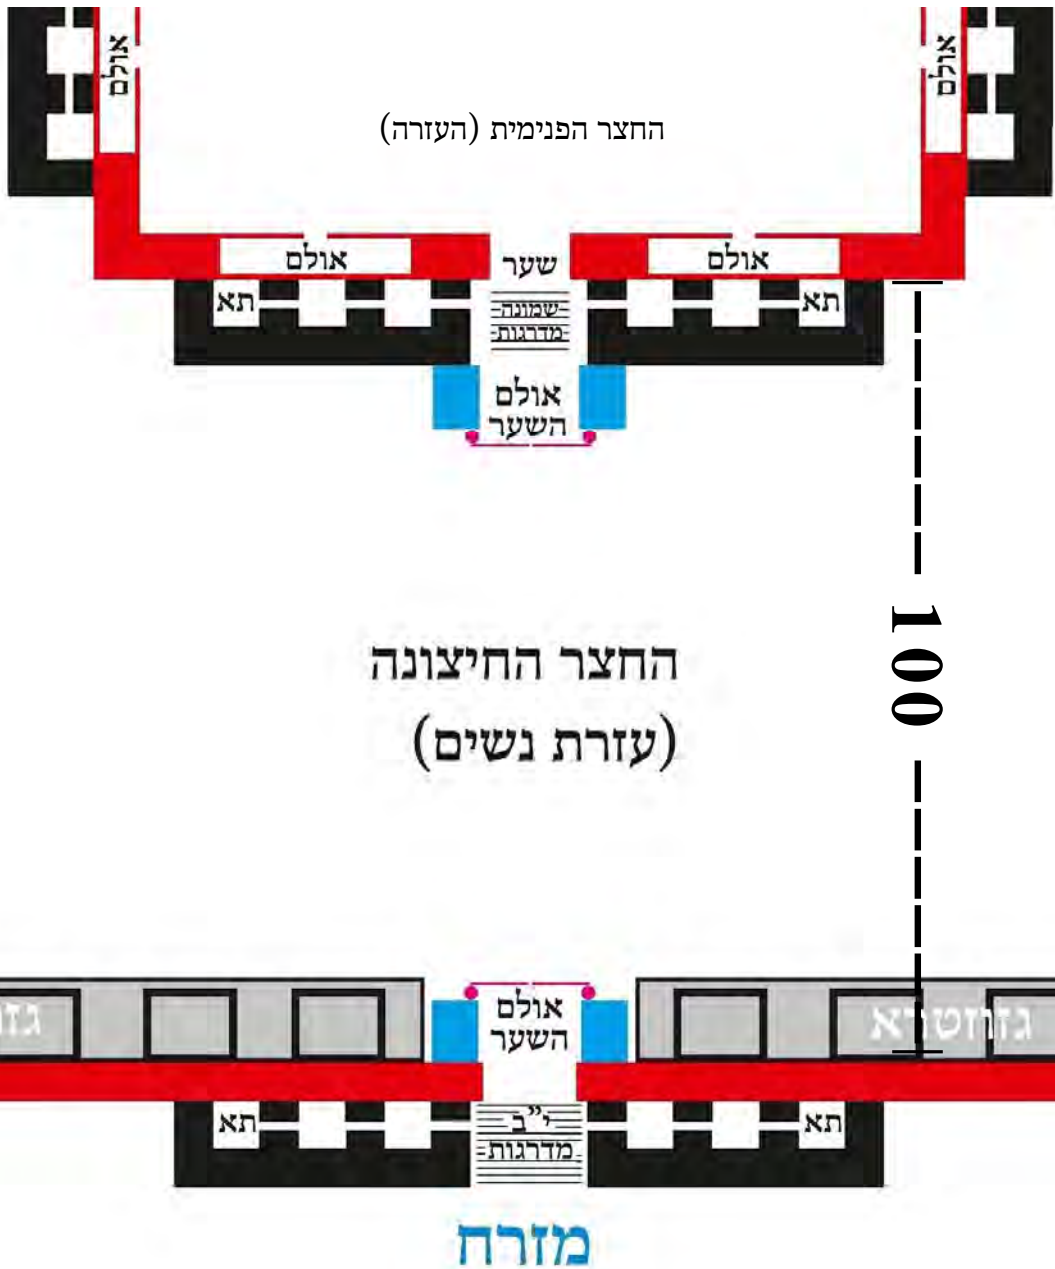 אולם
אולם
החצר הפנימית (העזרה)
אולם
שער
אולם
תא
שמונה
מדרגות
תא
אולם
השער
100
החצר החיצונה
(עזרת נשים)
אולם
השער
גזוזטרא
גזו
תא
י"ב
מדרגות
תא
מזרח